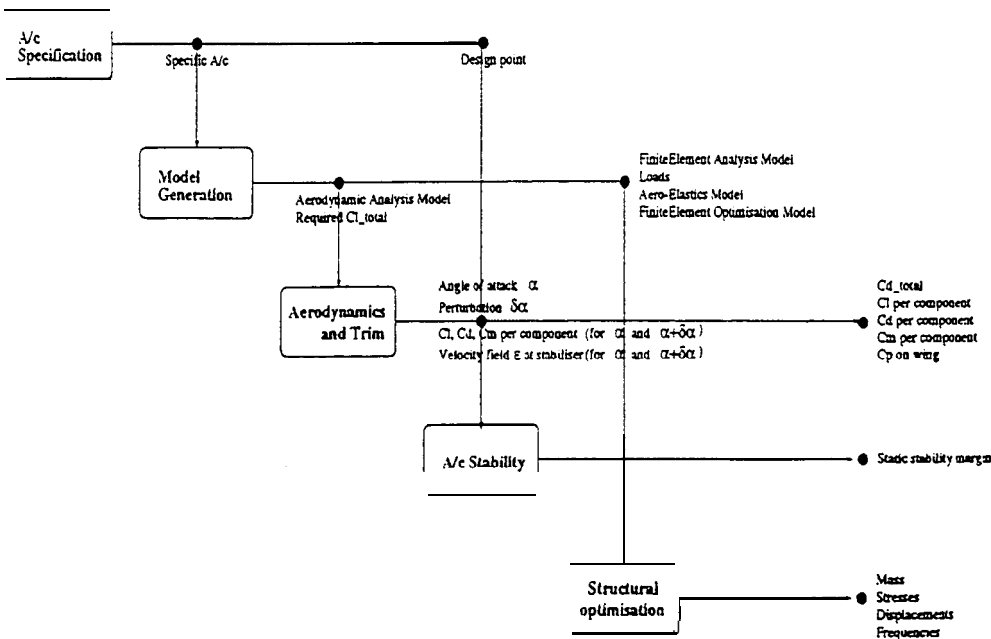 A/c
Specification
Specific A/c
Design point
Model
Generation
Aerodynamic Analysis Model
Required Cl_total
FiniteElement Analysis Model
Loads
Aero-Elastics Model
FiniteElement Optimisation Model
Aerodynamics
and Trim
Angle of attack α
Perturbation δα
Cl, Cd, Cm per component (for α and α+δα)
Velocity field ε at stabiliser (for α and α+δα)
Cd_total
Cl per component
Cd per component
Cm per component
Cp on wing
A/c Stability
Static stability margin
Structural
optimisation
Mass
Stresses
Displacements
Frequencies